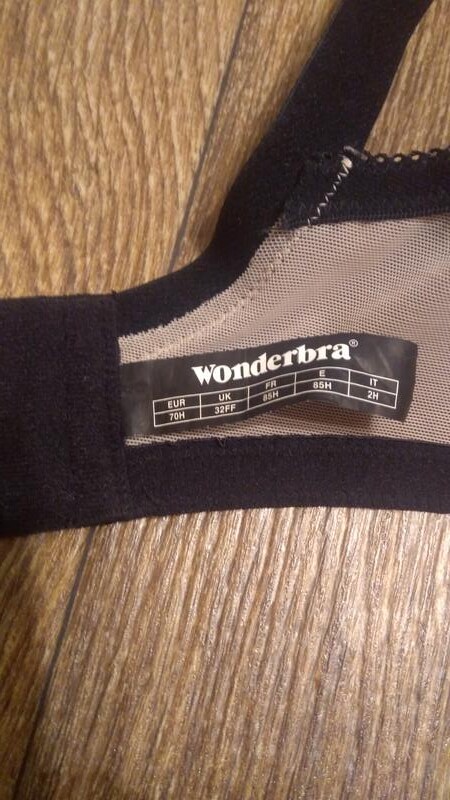 Wonderbra®
EUR UK FR E IT
70H 32FF 85H 85H 2H